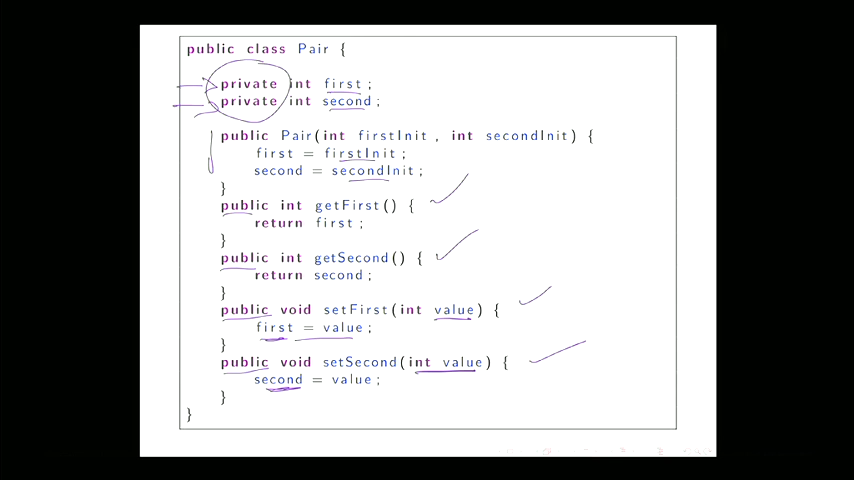 public class Pair {
private int first ;
private int second ;
public Pair(int firstInit , int secondInit) {
first = firstInit ;
second = secondInit ;
}
public int getFirst() {
return first ;
}
public int getSecond() {
return second ;
}
public void setFirst(int value) {
first = value ;
}
public void setSecond(int value) {
second = value ;
}
}